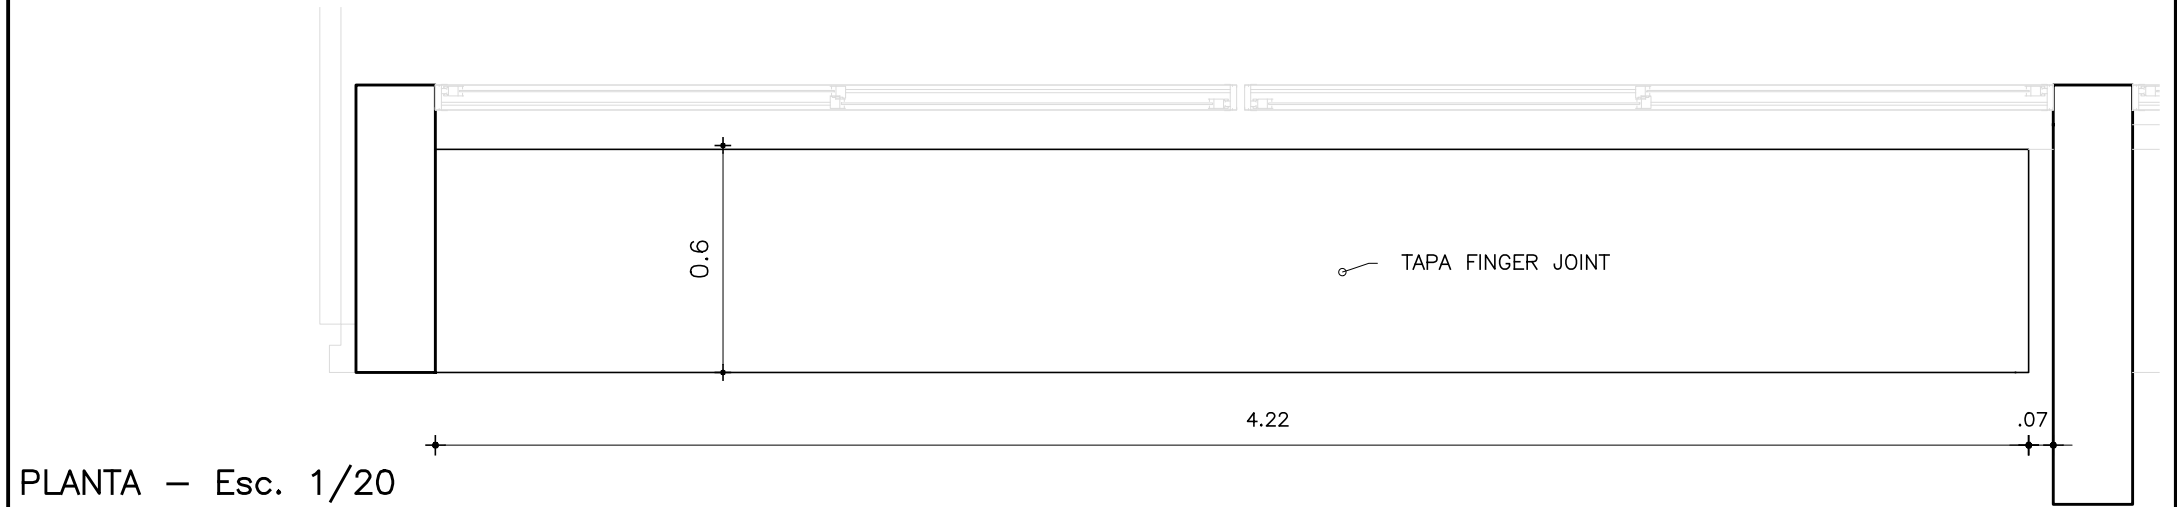 0.6
TAPA FINGER JOINT
4.22
.07
PLANTA - Esc. 1/20